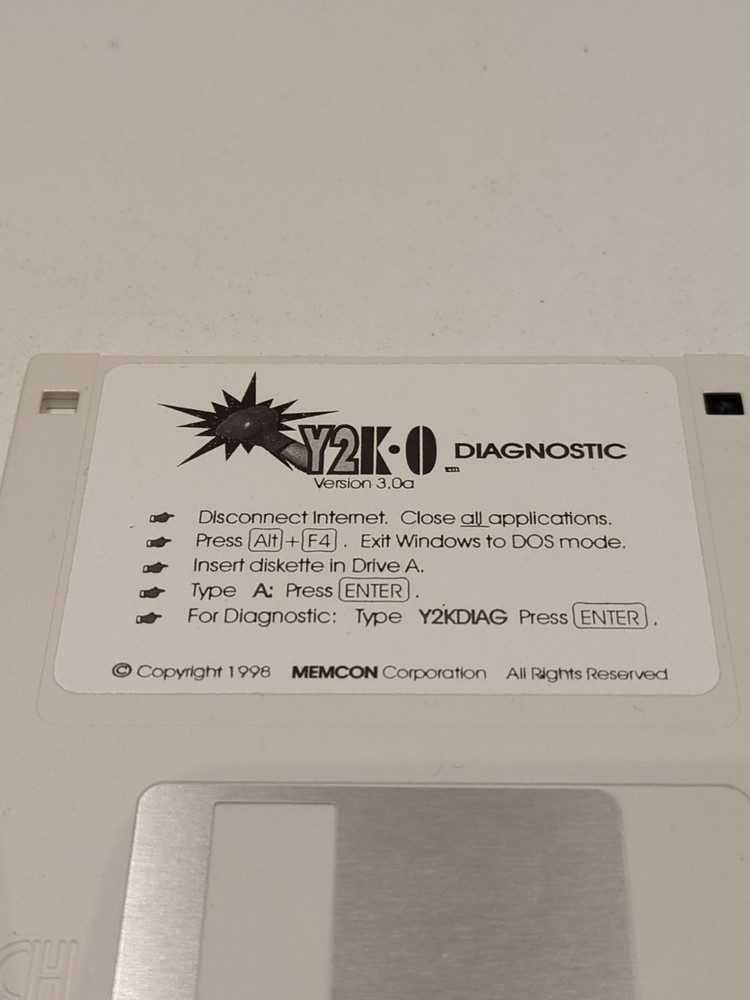 Y2K·O ™ DIAGNOSTIC
Version 3.0a
Disconnect Internet. Close all applications.
Press Alt + F4 . Exit Windows to DOS mode.
Insert diskette in Drive A.
Type A: Press ENTER .
For Diagnostic: Type Y2KDIAG Press ENTER .
© Copyright 1998 MEMCON Corporation All Rights Reserved